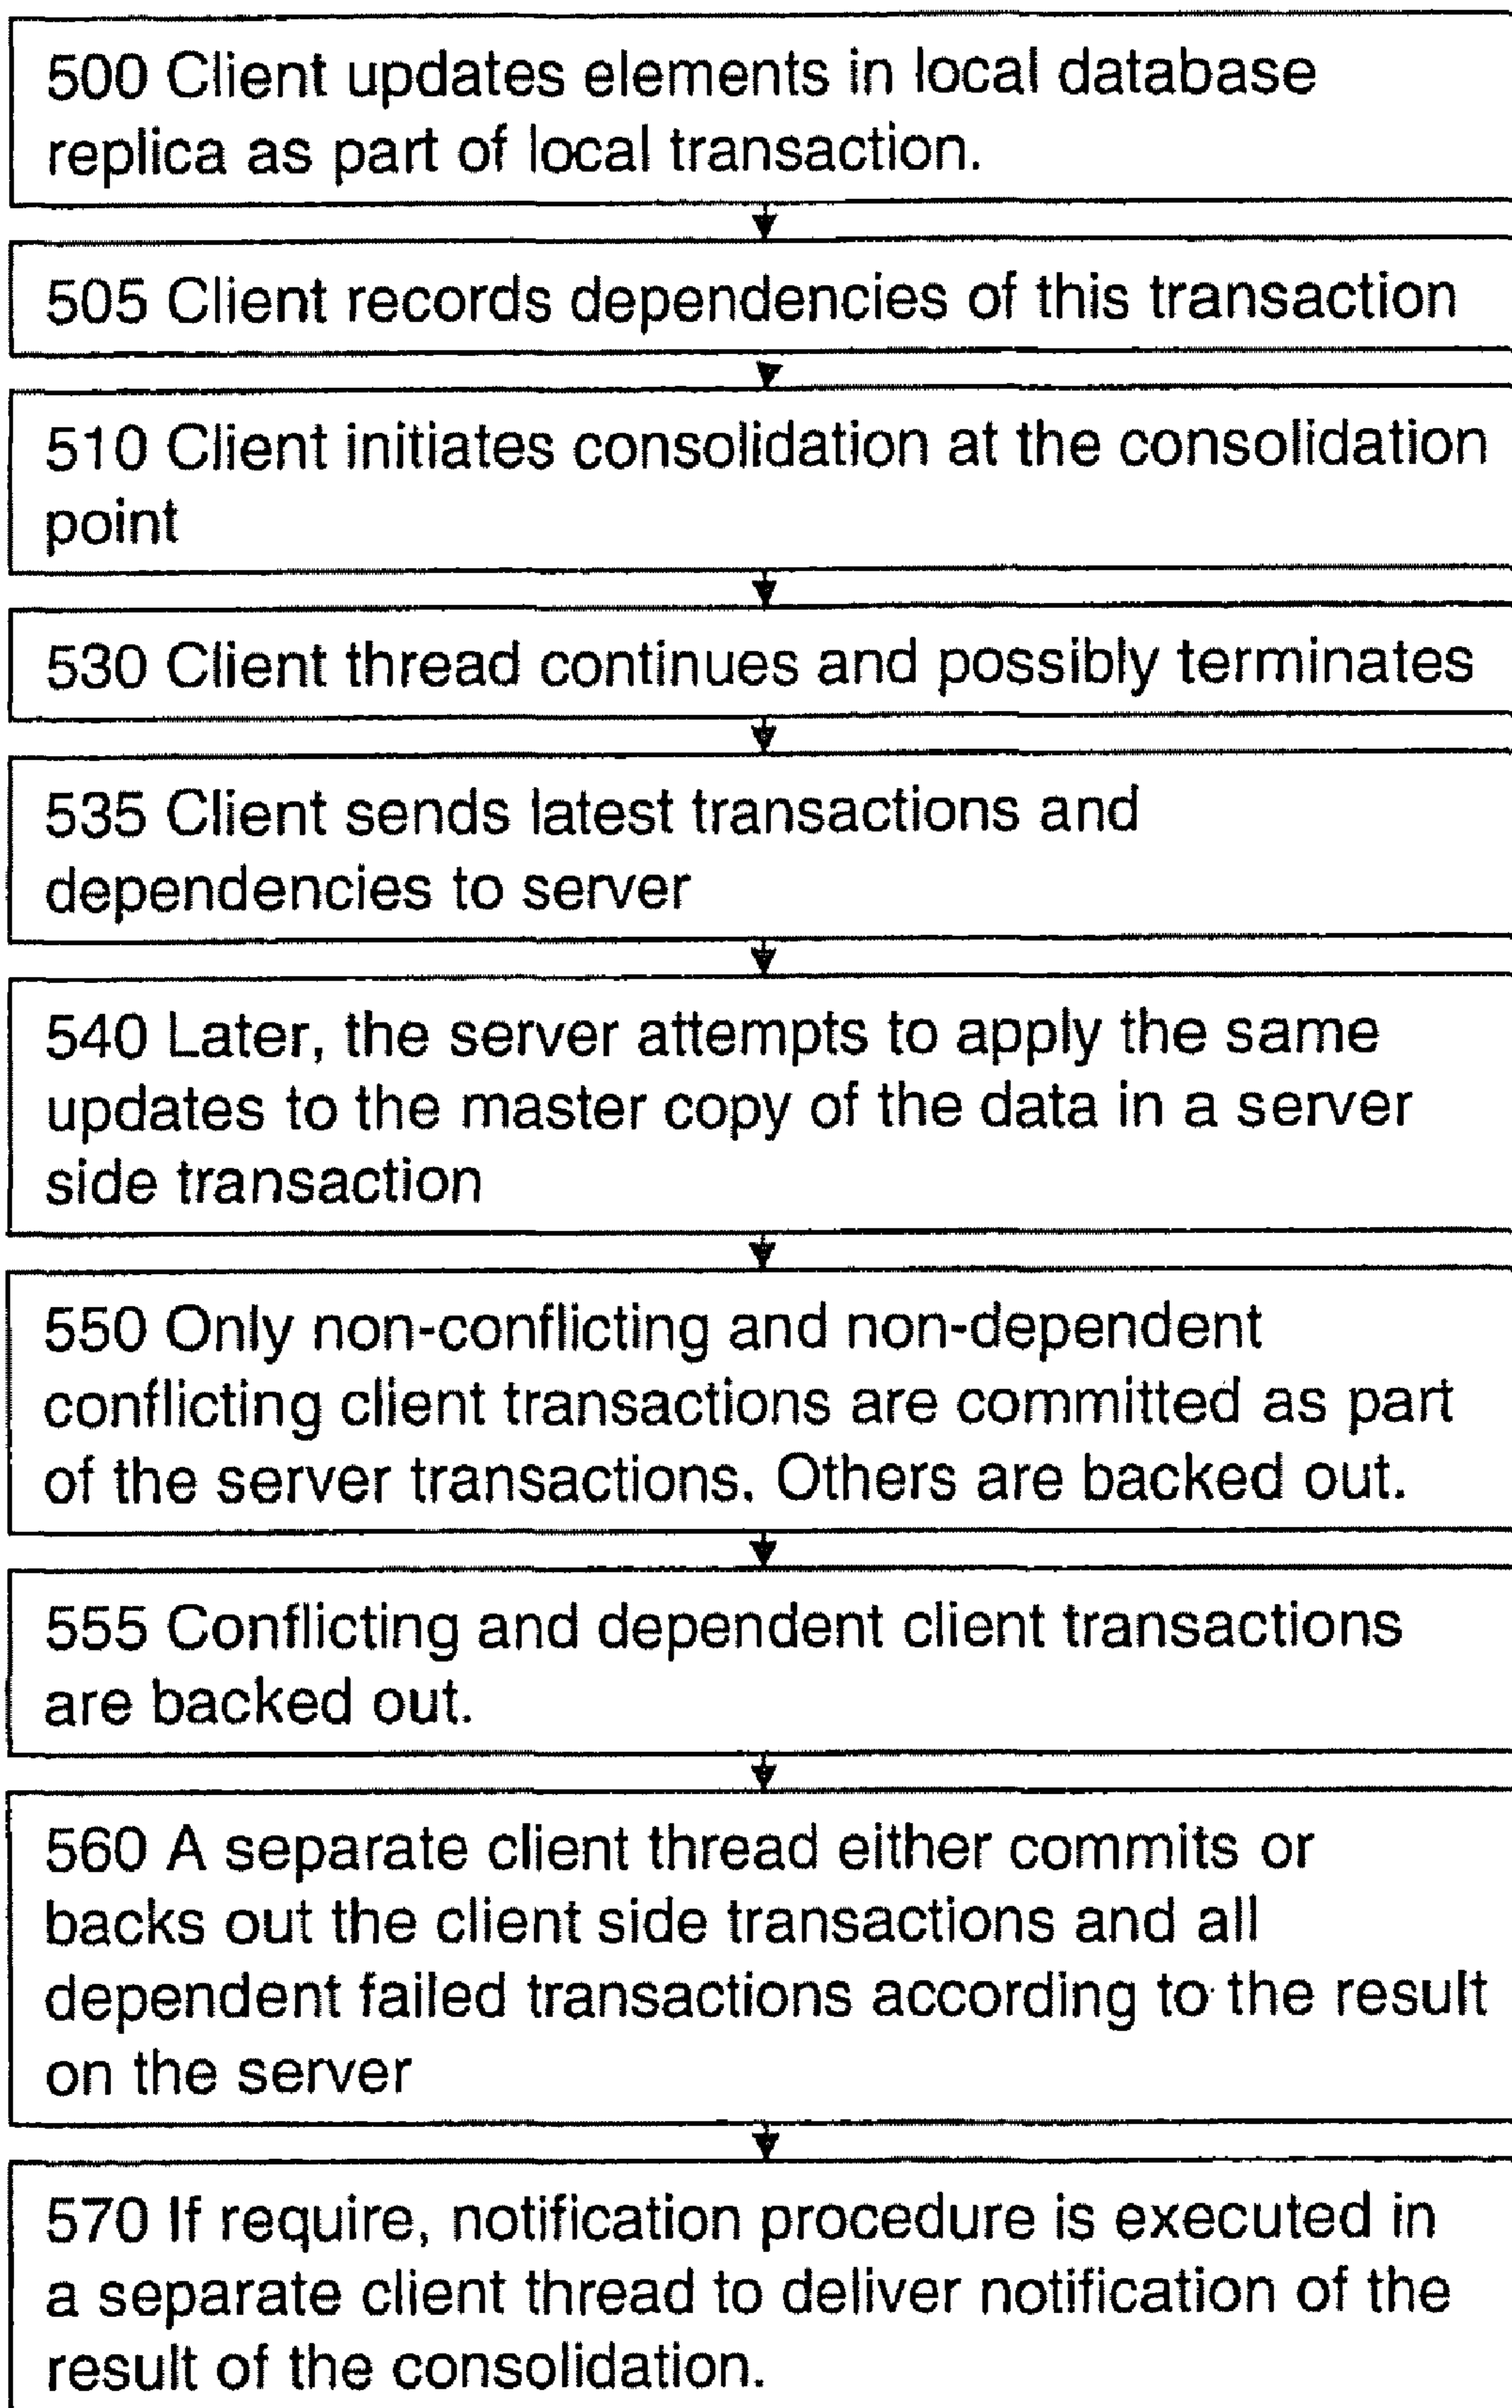 500 Client updates elements in local database
replica as part of local transaction.
505 Client records dependencies of this transaction
510 Client initiates consolidation at the consolidation
point
530 Client thread continues and possibly terminates
535 Client sends latest transactions and
dependencies to server
540 Later, the server attempts to apply the same
updates to the master copy of the data in a server
side transaction
550 Only non-conflicting and non-dependent
conflicting client transactions are committed as part
of the server transactions. Others are backed out.
555 Conflicting and dependent client transactions
are backed out.
560 A separate client thread either commits or
backs out the client side transactions and all
dependent failed transactions according to the result
on the server
570 If require, notification procedure is executed in
a separate client thread to deliver notification of the
result of the consolidation.